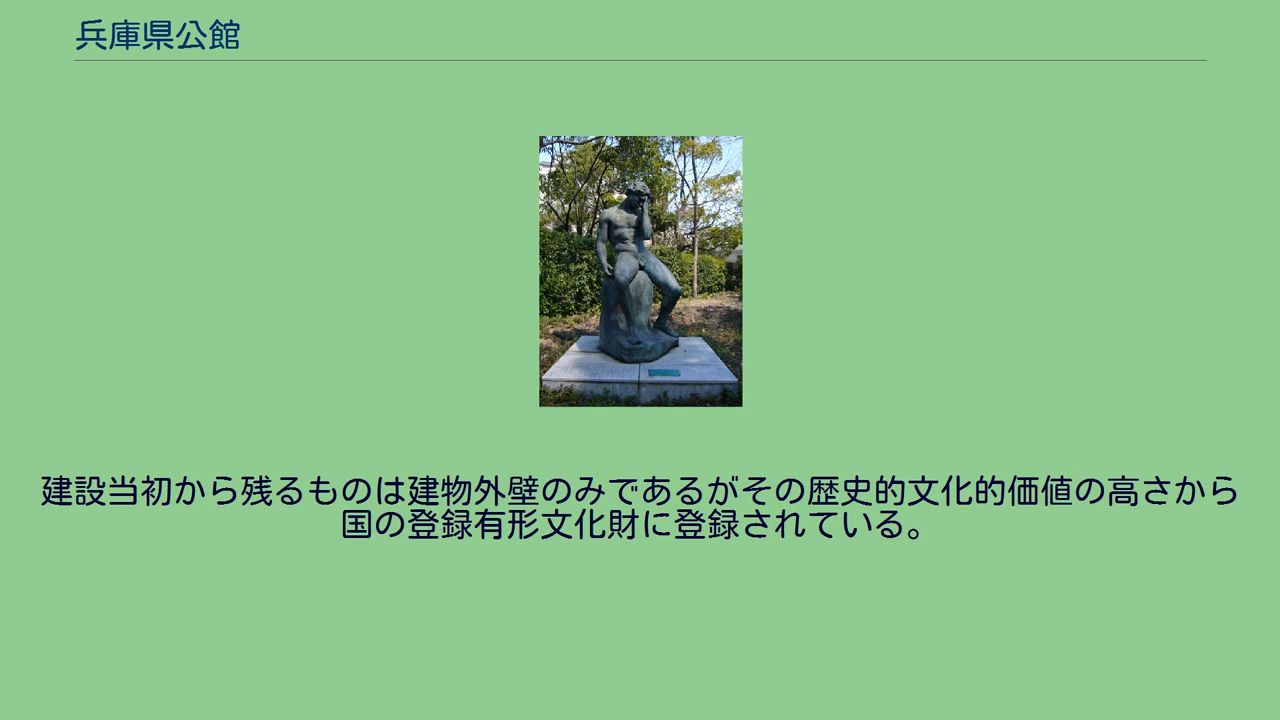 兵庫県公館
建設当初から残るものは建物外壁のみであるがその歴史的文化的価値の高さから
国の登録有形文化財に登録されている。